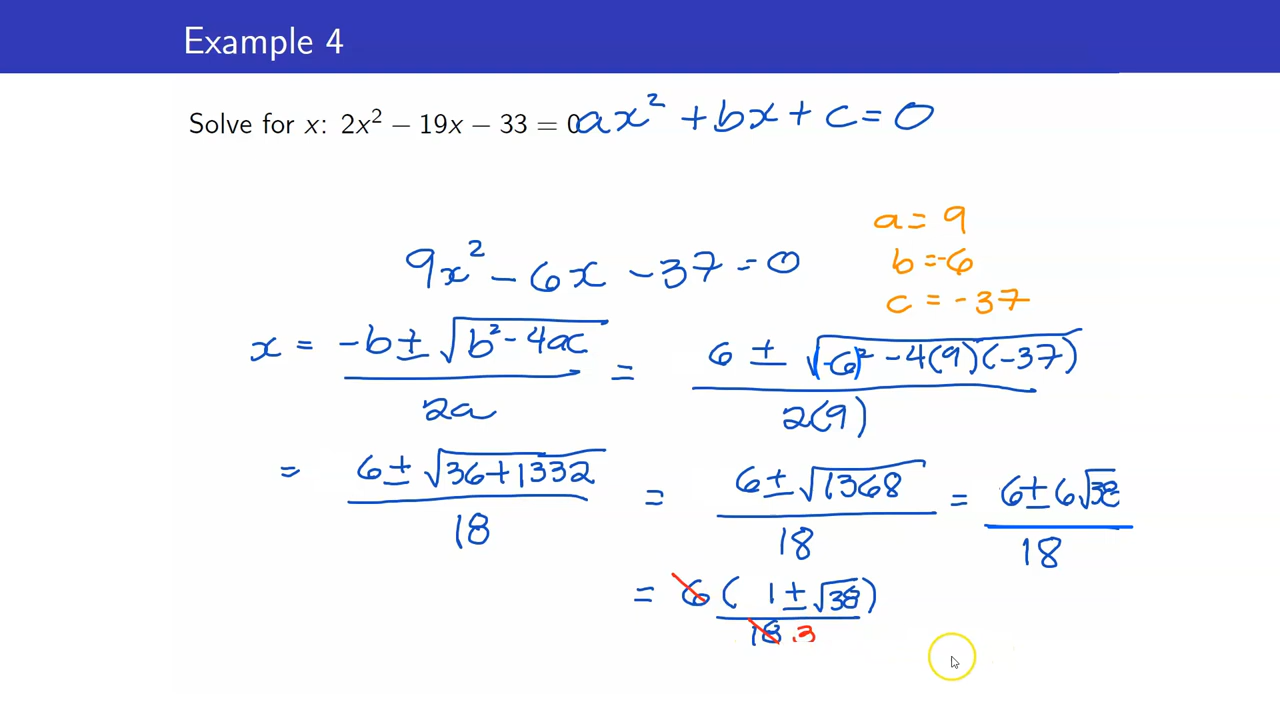 Example 4
Solve for x: 2x² − 19x − 33 = 0 ax² + bx + c = 0
a = 9
9x² − 6x − 37 = 0 b = -6
c = -37
x = (-b ± √(b² - 4ac)) / 2a = (6 ± √((-6)² - 4(9)(-37))) / 2(9)
= (6 ± √(36 + 1332)) / 18 = (6 ± √1368) / 18 = (6 ± 6√38) / 18
= 6(1 ± √38) / 18 3